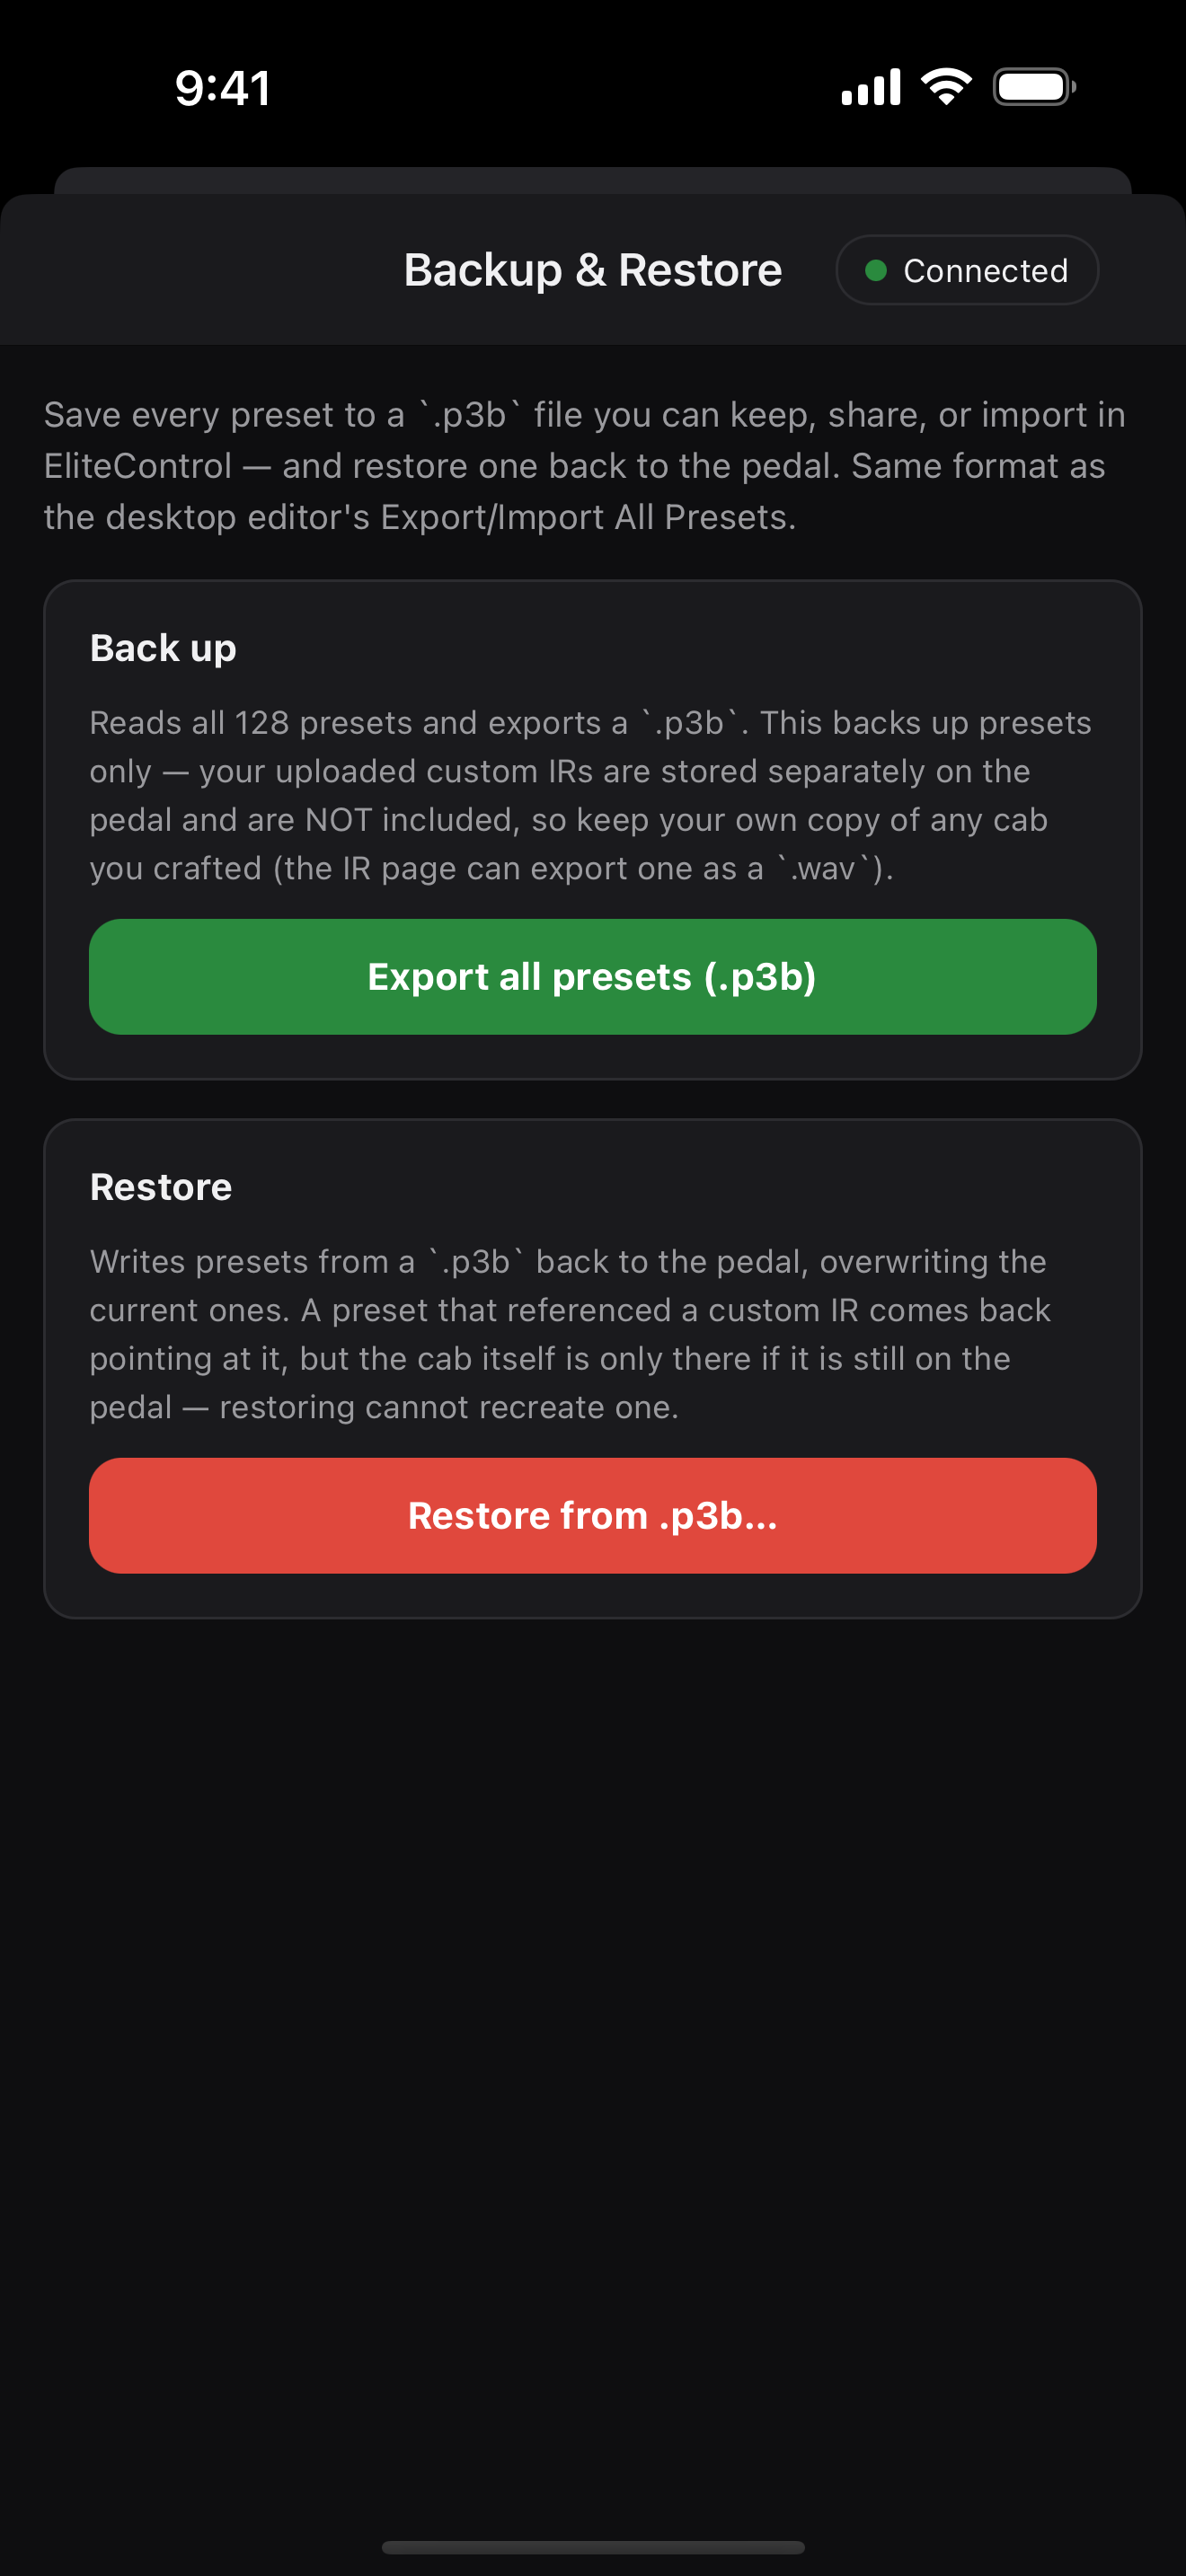 9:41
Backup & Restore
Connected
Save every preset to a `.p3b` file you can keep, share, or import in
EliteControl — and restore one back to the pedal. Same format as
the desktop editor's Export/Import All Presets.
Back up
Reads all 128 presets and exports a `.p3b`. This backs up presets
only — your uploaded custom IRs are stored separately on the
pedal and are NOT included, so keep your own copy of any cab
you crafted (the IR page can export one as a `.wav`).
Export all presets (.p3b)
Restore
Writes presets from a `.p3b` back to the pedal, overwriting the
current ones. A preset that referenced a custom IR comes back
pointing at it, but the cab itself is only there if it is still on the
pedal — restoring cannot recreate one.
Restore from .p3b...